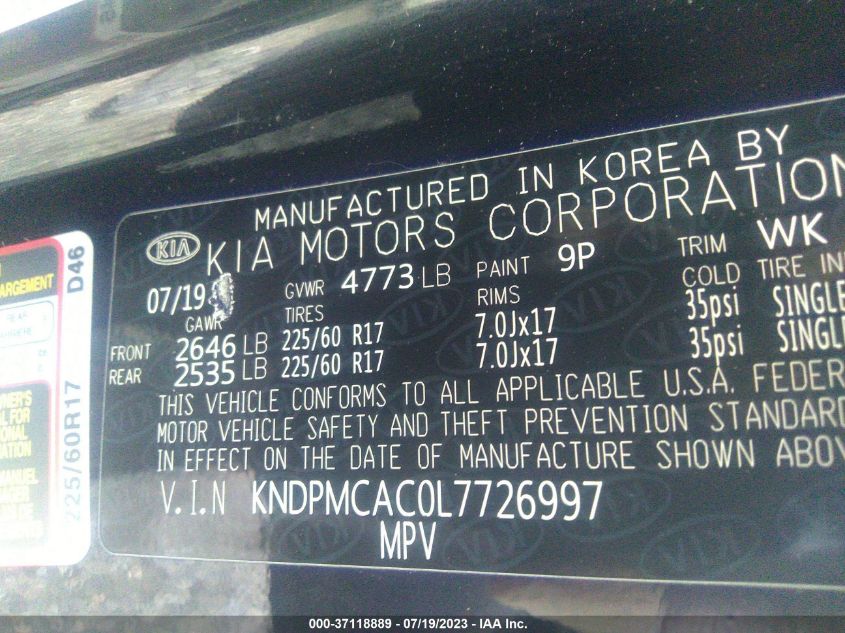 MANUFACTURED IN KOREA BY
KIA KIA MOTORS CORPORATION
07/19 GVWR 4773 LB PAINT 9P TRIM WK
GAWR TIRES RIMS COLD TIRE
FRONT 2646 LB 225/60 R17 7.0Jx17 35psi SINGLE
REAR 2535 LB 225/60 R17 7.0Jx17 35psi SINGLE
THIS VEHICLE CONFORMS TO ALL APPLICABLE U.S.A. FEDER
MOTOR VEHICLE SAFETY AND THEFT PREVENTION STANDARD
IN EFFECT ON THE DATE OF MANUFACTURE SHOWN ABOV
V.I.N KNDPMCAC0L7726997
MPV
D46
225/60R17
ARGEMENT
000-37118889 - 07/19/2023 - IAA Inc.